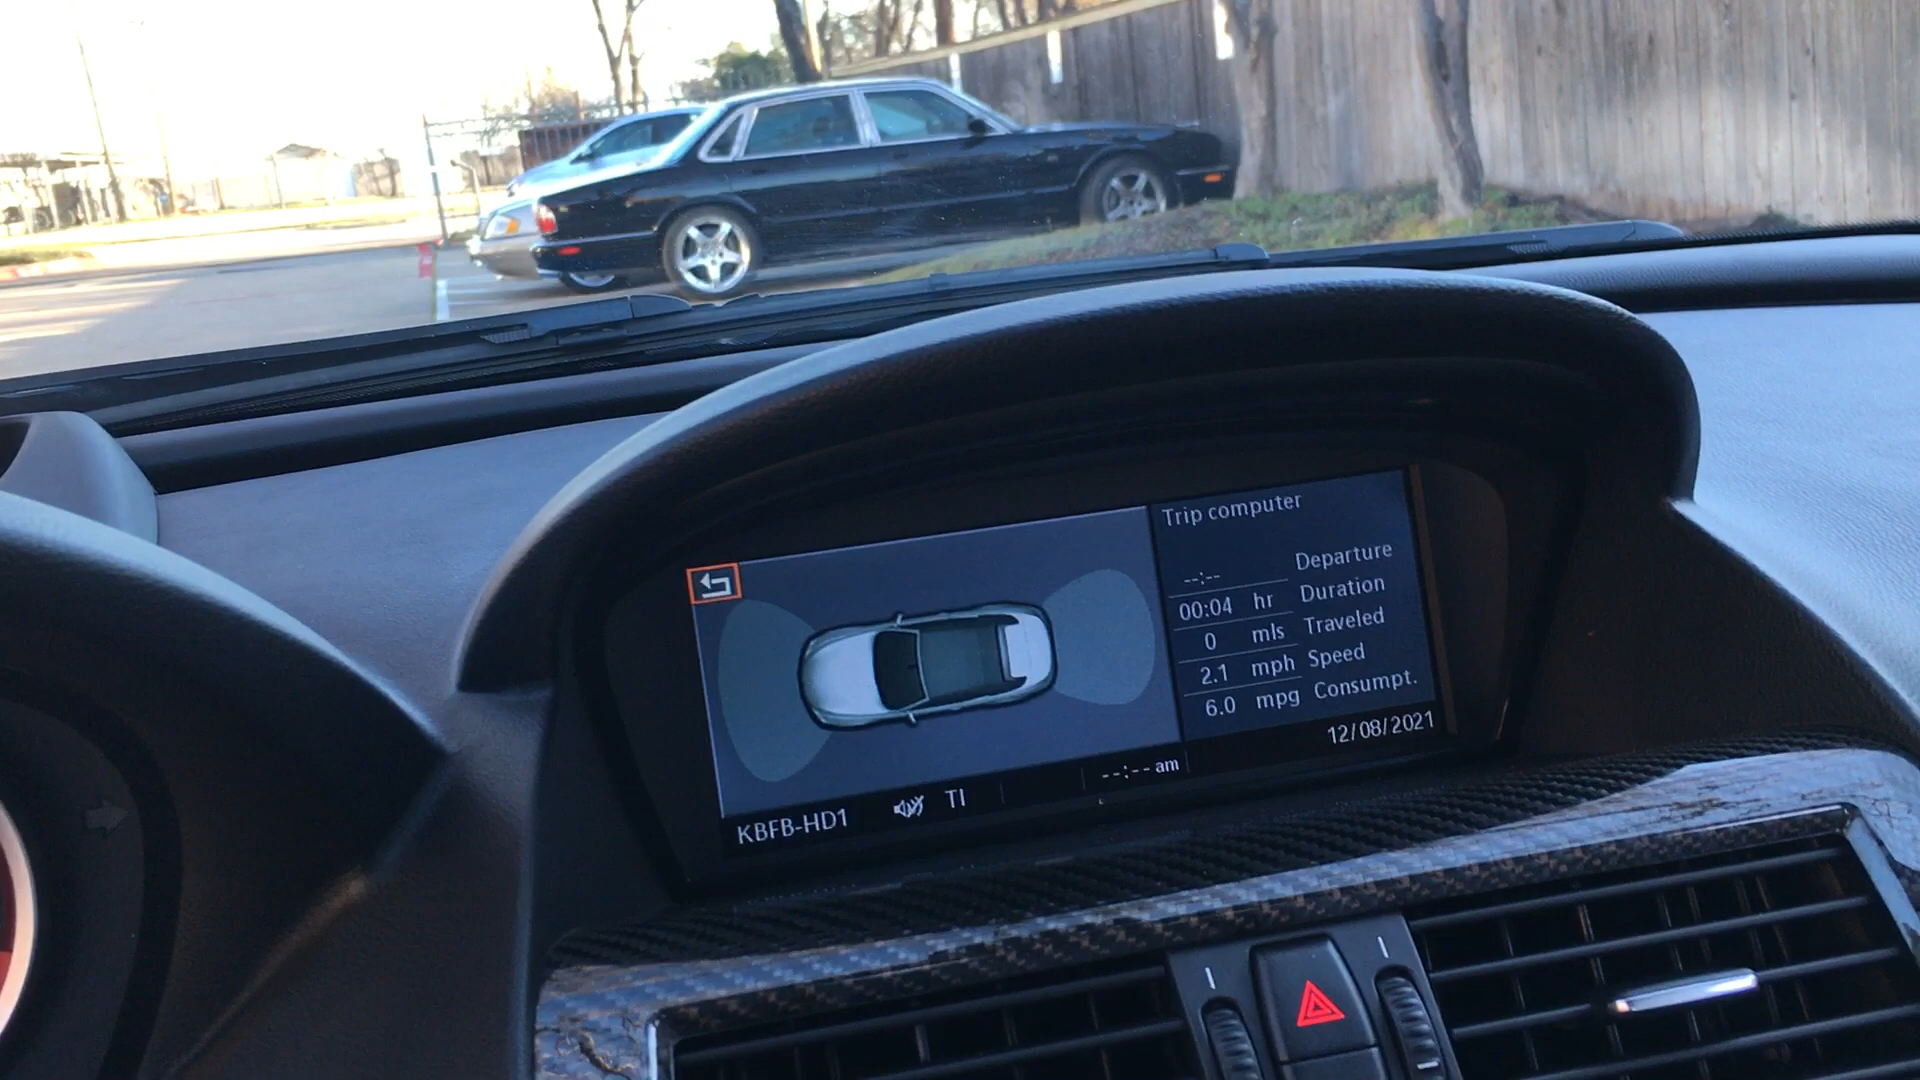 Trip computer
--:-- Departure
00:04 hr Duration
0 mls Traveled
2.1 mph Speed
6.0 mpg Consumpt.
12/08/2021
KBFB-HD1 TI --:-- am